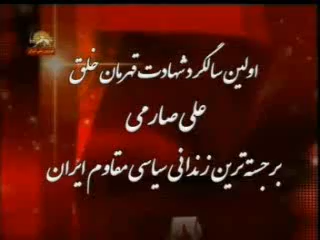 اولین سالگرد شهادت قهرمان خلق
علی صارمی
برجسته‌ترین زندانی سیاسی مقاوم ایران